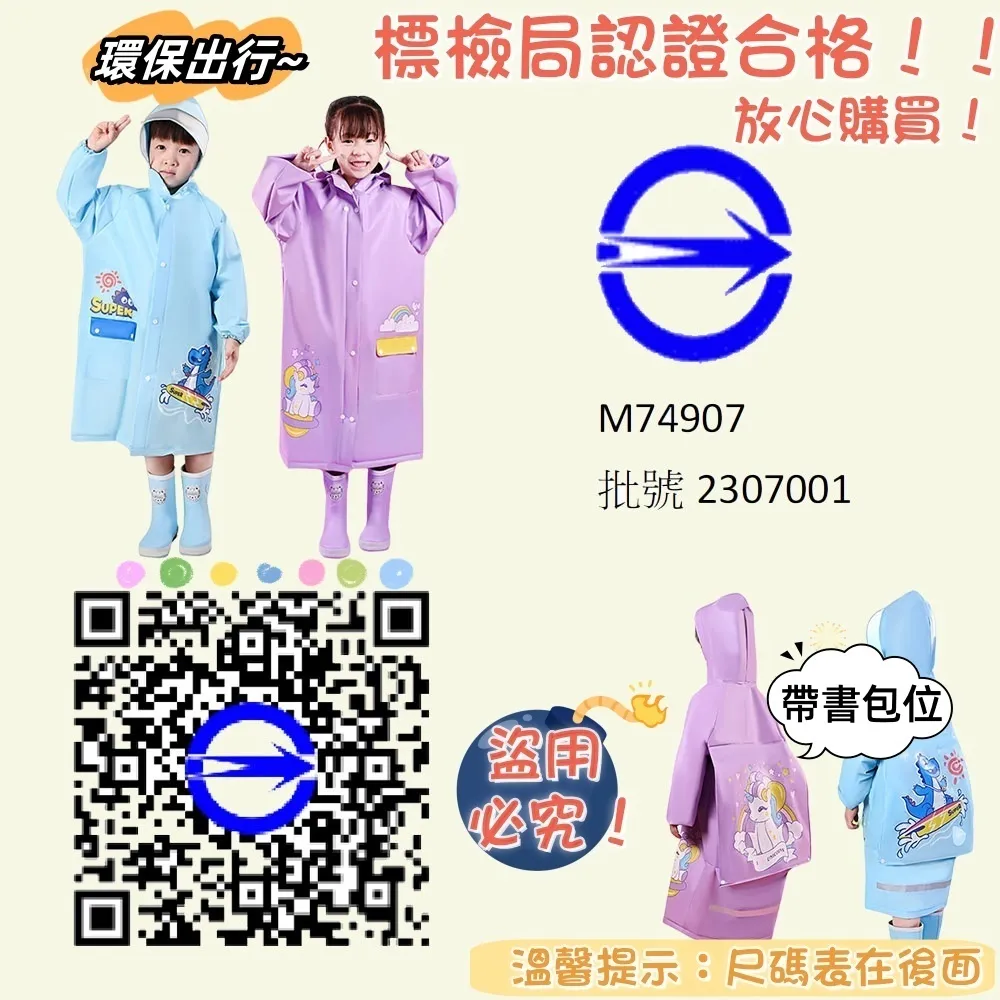 環保出行~
標檢局認證合格！！
放心購買！
SUPER
SUPER
M74907
批號 2307001
帶書包位
盜用
必究！
溫馨提示：尺碼表在後面